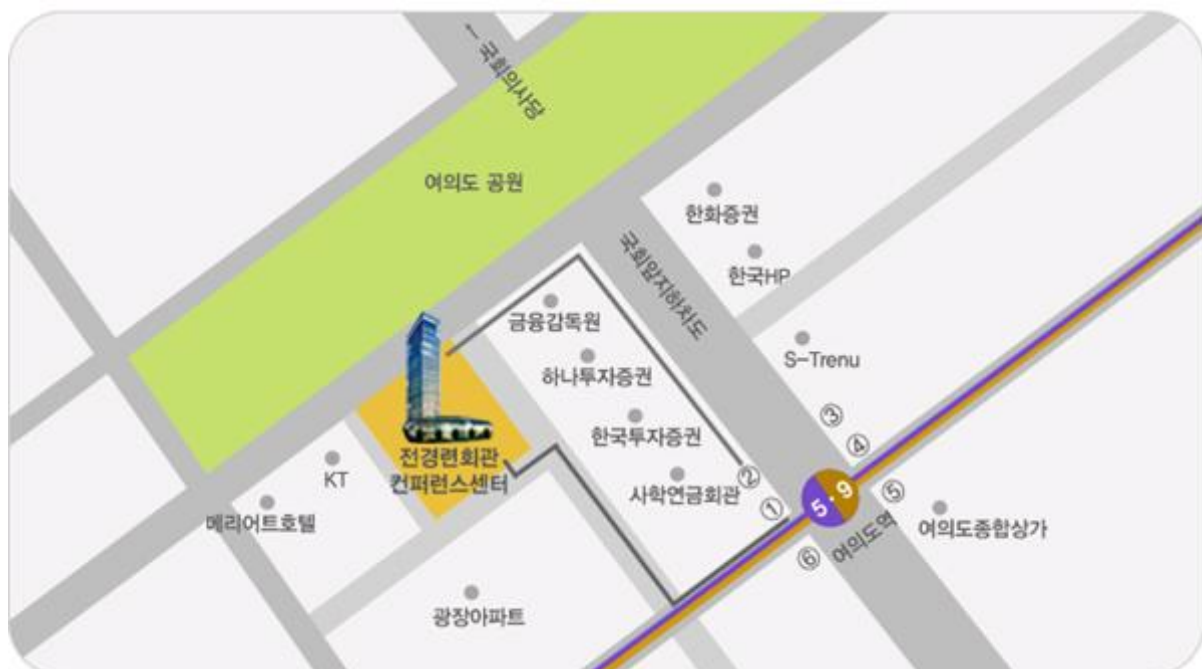 ← 국회의사당
여의도 공원
한화증권
국회앞지하차도
한국HP
금융감독원
S-Trenu
하나투자증권
한국투자증권
③
④
전경련회관
컨퍼런스센터
KT
사학연금회관
②
①
5·9
⑤
메리어트호텔
여의도역
여의도종합상가
⑥
광장아파트